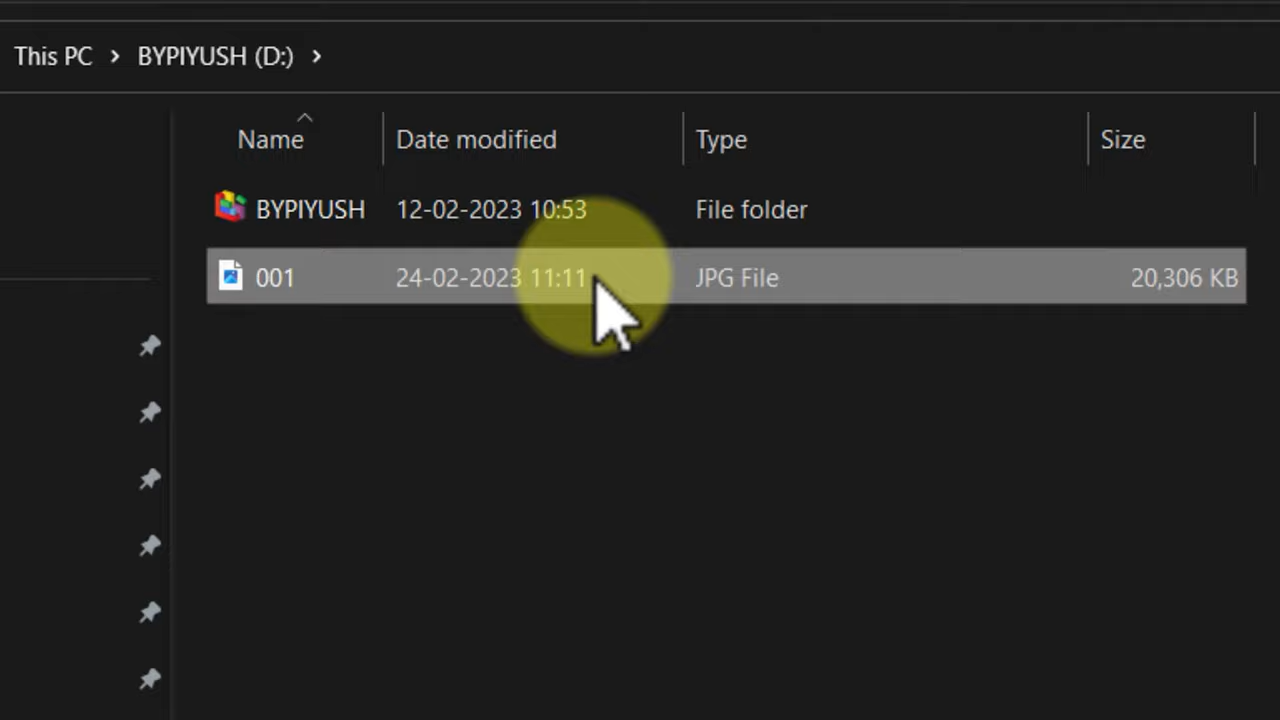 This PC > BYPIYUSH (D:) >
Name Date modified Type Size
BYPIYUSH 12-02-2023 10:53 File folder
001 24-02-2023 11:11 JPG File 20,306 KB